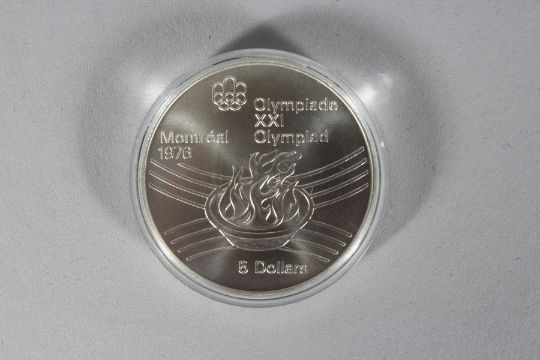 Olympiade
XXI
Montréal Olympiad
1976
5 Dollars